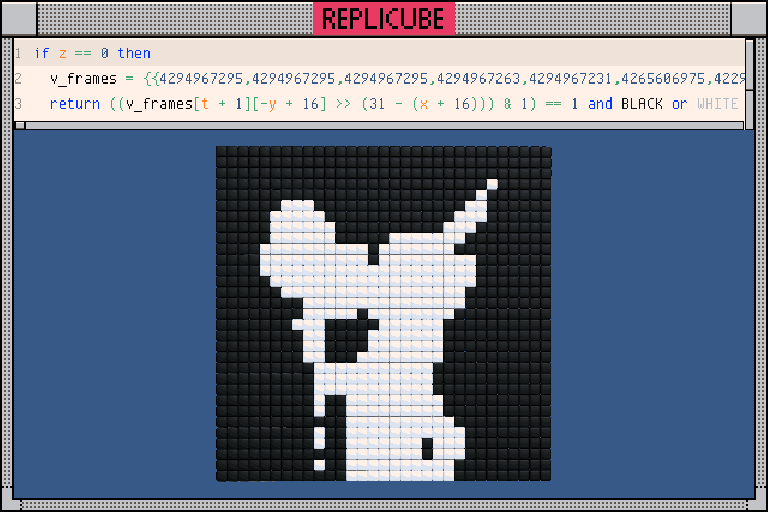 REPLICUBE
1 if z == 0 then
2 v_frames = {{4294967295,4294967295,4294967295,4294967263,4294967231,4265606975,4229
3 return ((v_frames[t + 1][-y + 16] >> (31 - (x + 16))) & 1) == 1 and BLACK or WHITE